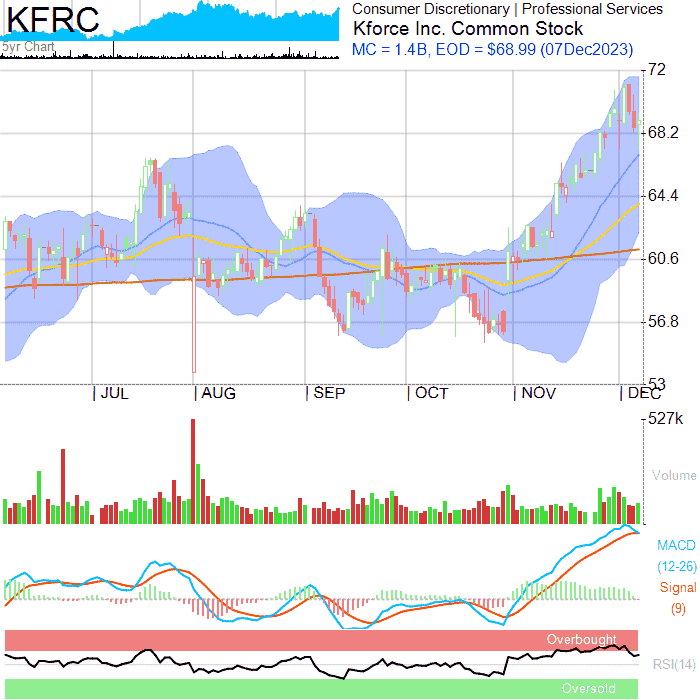 KFRC
5yr Chart
Consumer Discretionary | Professional Services
Kforce Inc. Common Stock
MC = 1.4B, EOD = $68.99 (07Dec2023)
72
68.2
64.4
60.6
56.8
53
JUL AUG SEP OCT NOV DEC
527k
Volume
MACD
(12-26)
Signal
(9)
Overbought
RSI(14)
Oversold